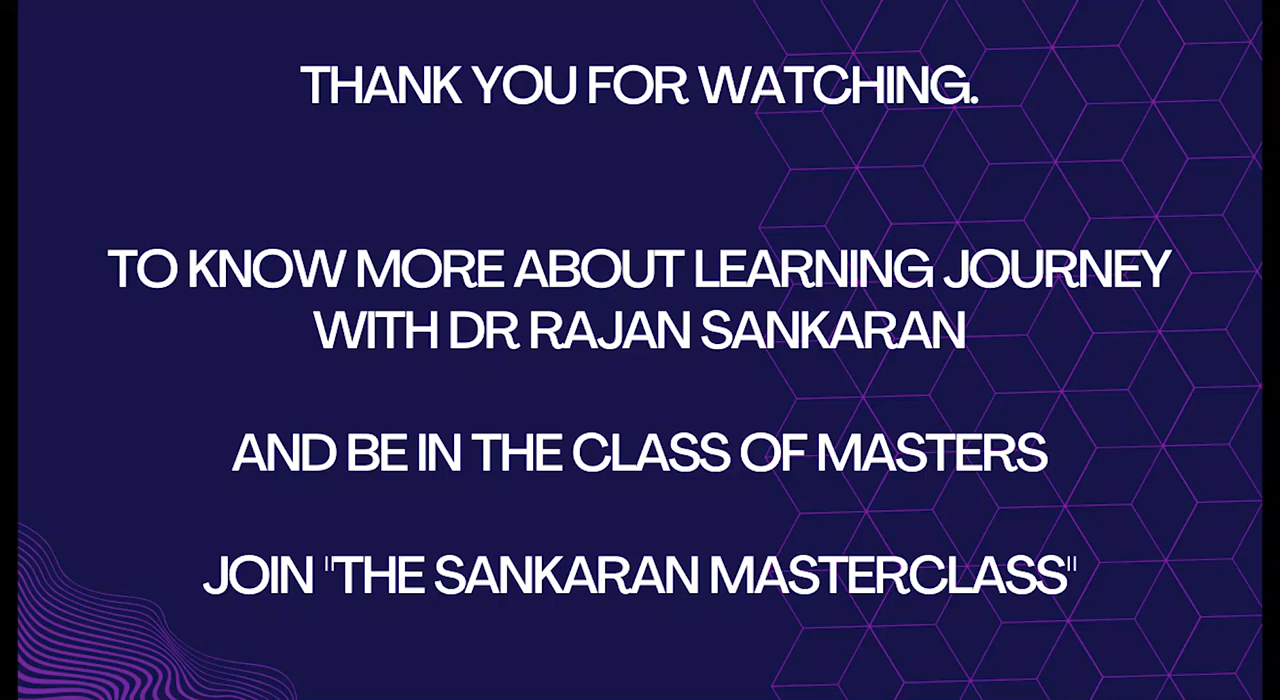 THANK YOU FOR WATCHING.
TO KNOW MORE ABOUT LEARNING JOURNEY
WITH DR RAJAN SANKARAN
AND BE IN THE CLASS OF MASTERS
JOIN "THE SANKARAN MASTERCLASS"